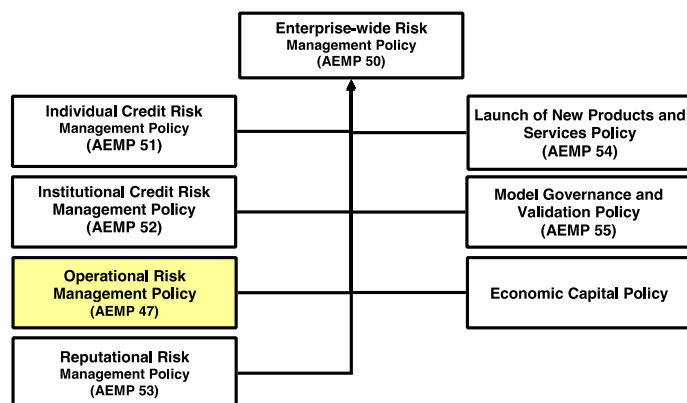 Enterprise-wide Risk
Management Policy
(AEMP 50)
Individual Credit Risk
Management Policy
(AEMP 51)
Launch of New Products and
Services Policy
(AEMP 54)
Institutional Credit Risk
Management Policy
(AEMP 52)
Model Governance and
Validation Policy
(AEMP 55)
Operational Risk
Management Policy
(AEMP 47)
Economic Capital Policy
Reputational Risk
Management Policy
(AEMP 53)